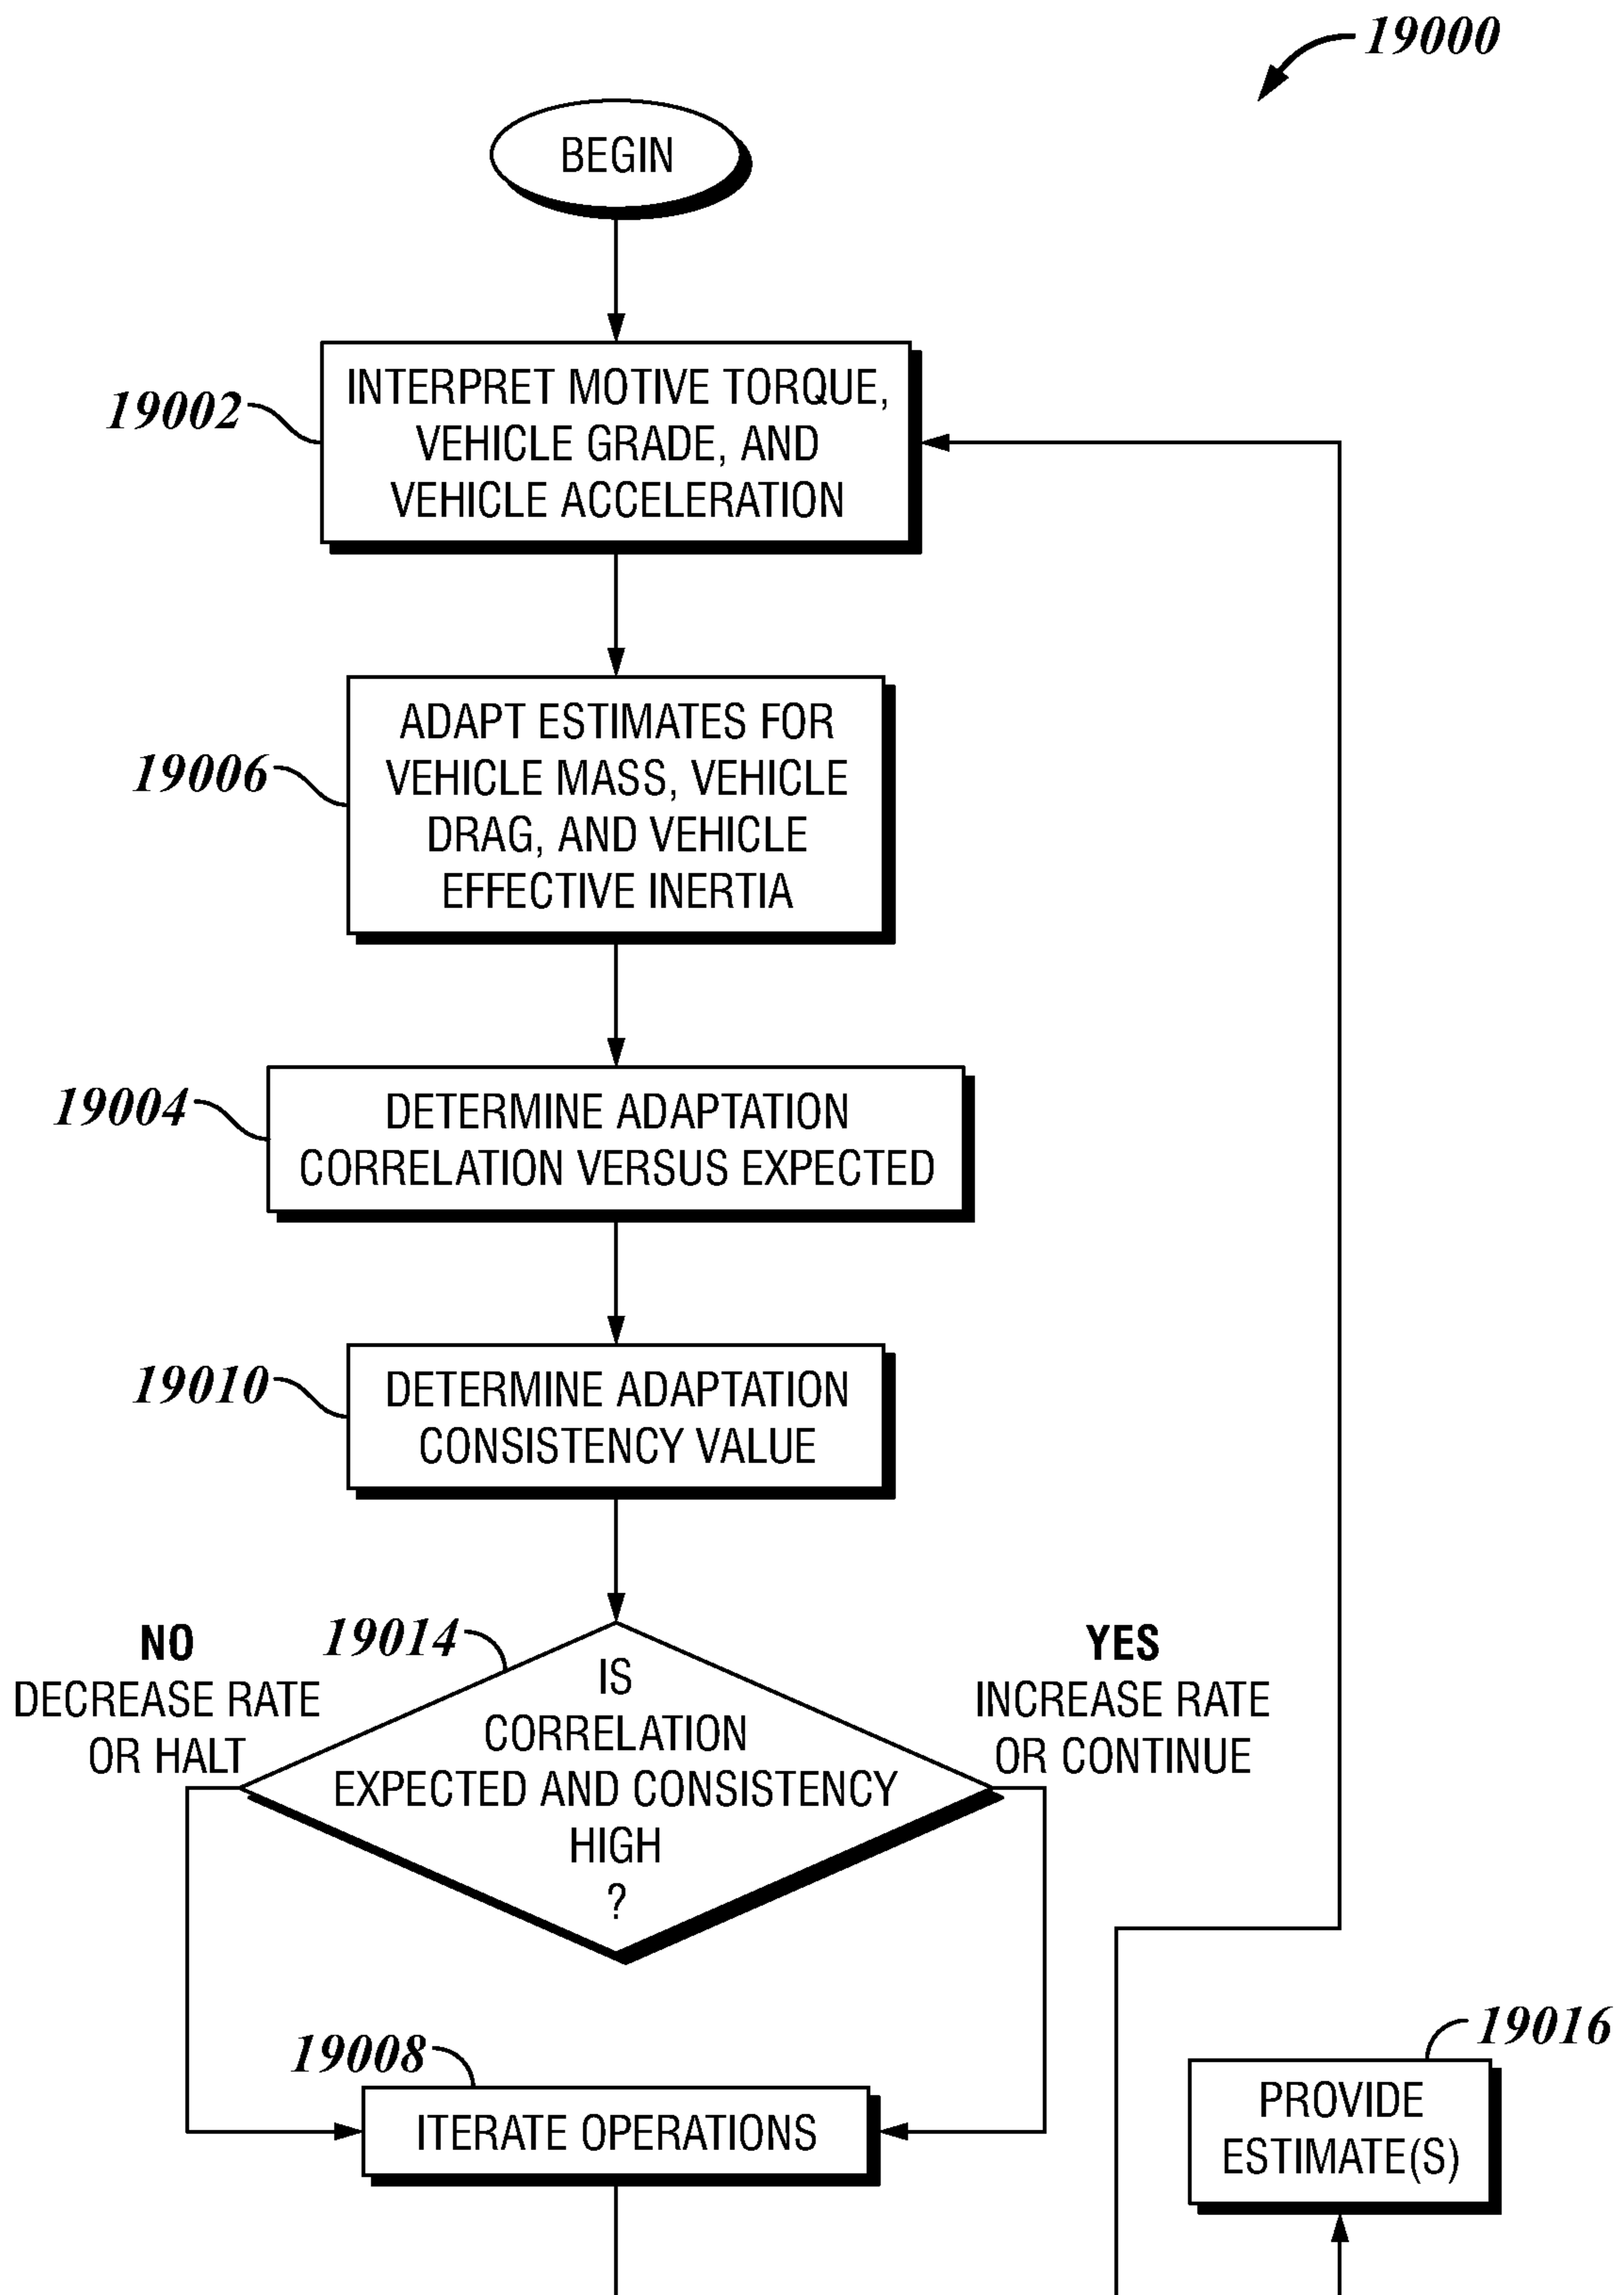 19000
BEGIN
19002
INTERPRET MOTIVE TORQUE,
VEHICLE GRADE, AND
VEHICLE ACCELERATION
19006
ADAPT ESTIMATES FOR
VEHICLE MASS, VEHICLE
DRAG, AND VEHICLE
EFFECTIVE INERTIA
19004
DETERMINE ADAPTATION
CORRELATION VERSUS EXPECTED
19010
DETERMINE ADAPTATION
CONSISTENCY VALUE
NO
DECREASE RATE
OR HALT
19014
IS
CORRELATION
EXPECTED AND CONSISTENCY
HIGH
?
YES
INCREASE RATE
OR CONTINUE
19008
ITERATE OPERATIONS
19016
PROVIDE
ESTIMATE(S)